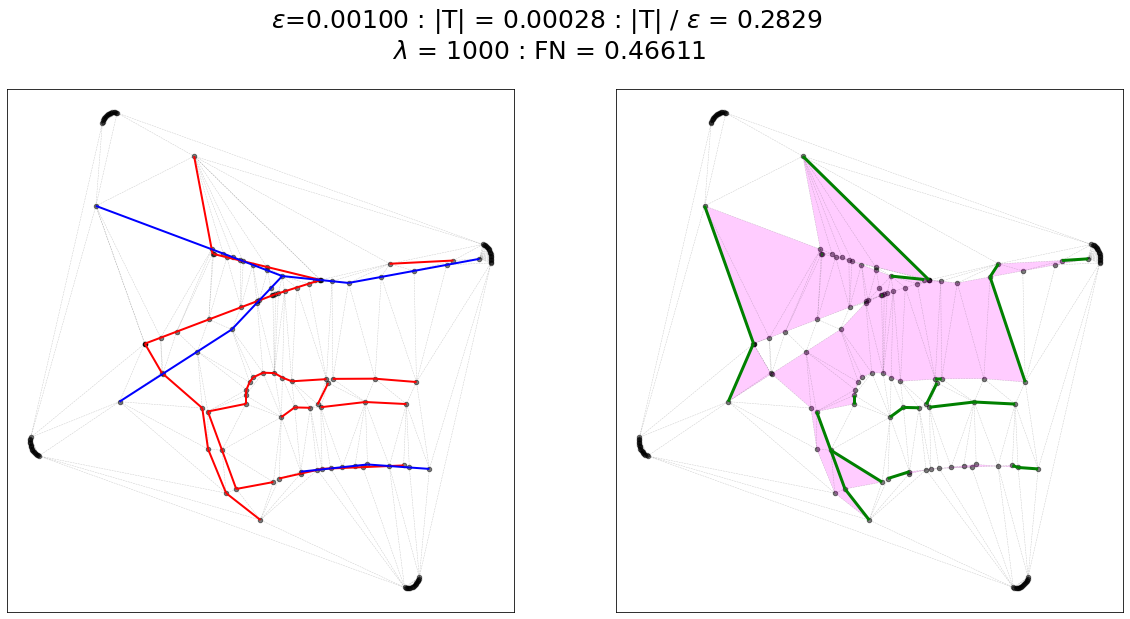 ε=0.00100 : |T| = 0.00028 : |T| / ε = 0.2829
λ = 1000 : FN = 0.46611